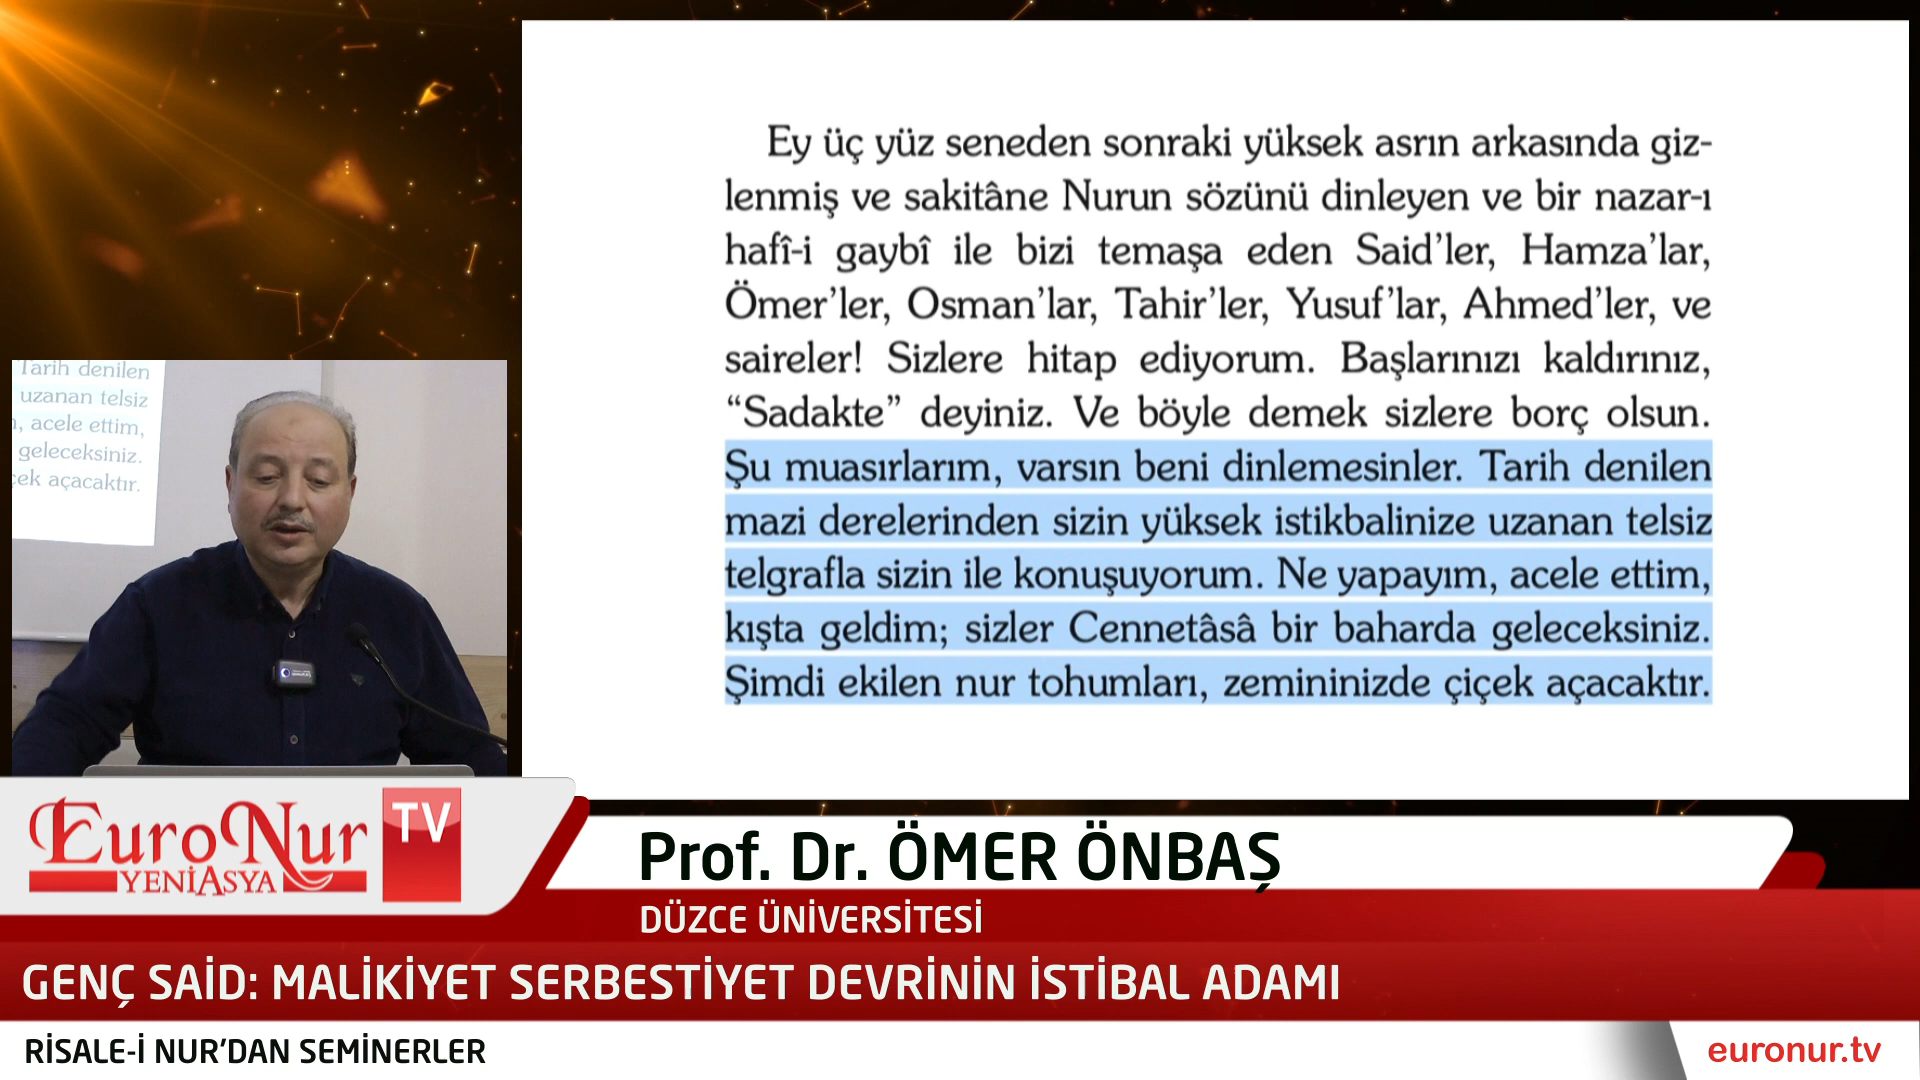 Ey üç yüz seneden sonraki yüksek asrın arkasında giz-
lenmiş ve sakitâne Nurun sözünü dinleyen ve bir nazar-ı
hafî-i gaybî ile bizi temaşa eden Said’ler, Hamza’lar,
Ömer’ler, Osman’lar, Tahir’ler, Yusuf’lar, Ahmed’ler, ve
saireler! Sizlere hitap ediyorum. Başlarınızı kaldırınız,
“Sadakte” deyiniz. Ve böyle demek sizlere borç olsun.
Şu muasırlarım, varsın beni dinlemesinler. Tarih denilen
mazi derelerinden sizin yüksek istikbalinize uzanan telsiz
telgrafla sizin ile konuşuyorum. Ne yapayım, acele ettim,
kışta geldim; sizler Cennetâsâ bir baharda geleceksiniz.
Şimdi ekilen nur tohumları, zemininizde çiçek açacaktır.
Tarih denilen
uzanan telsiz
, acele ettim,
geleceksiniz.
çek açacaktır.
EuroNur TV
YENİASYA
Prof. Dr. ÖMER ÖNBAŞ
DÜZCE ÜNİVERSİTESİ
GENÇ SAİD: MALİKİYET SERBESTİYET DEVRİNİN İSTİBAL ADAMI
RİSALE-İ NUR’DAN SEMİNERLER
euronur.tv